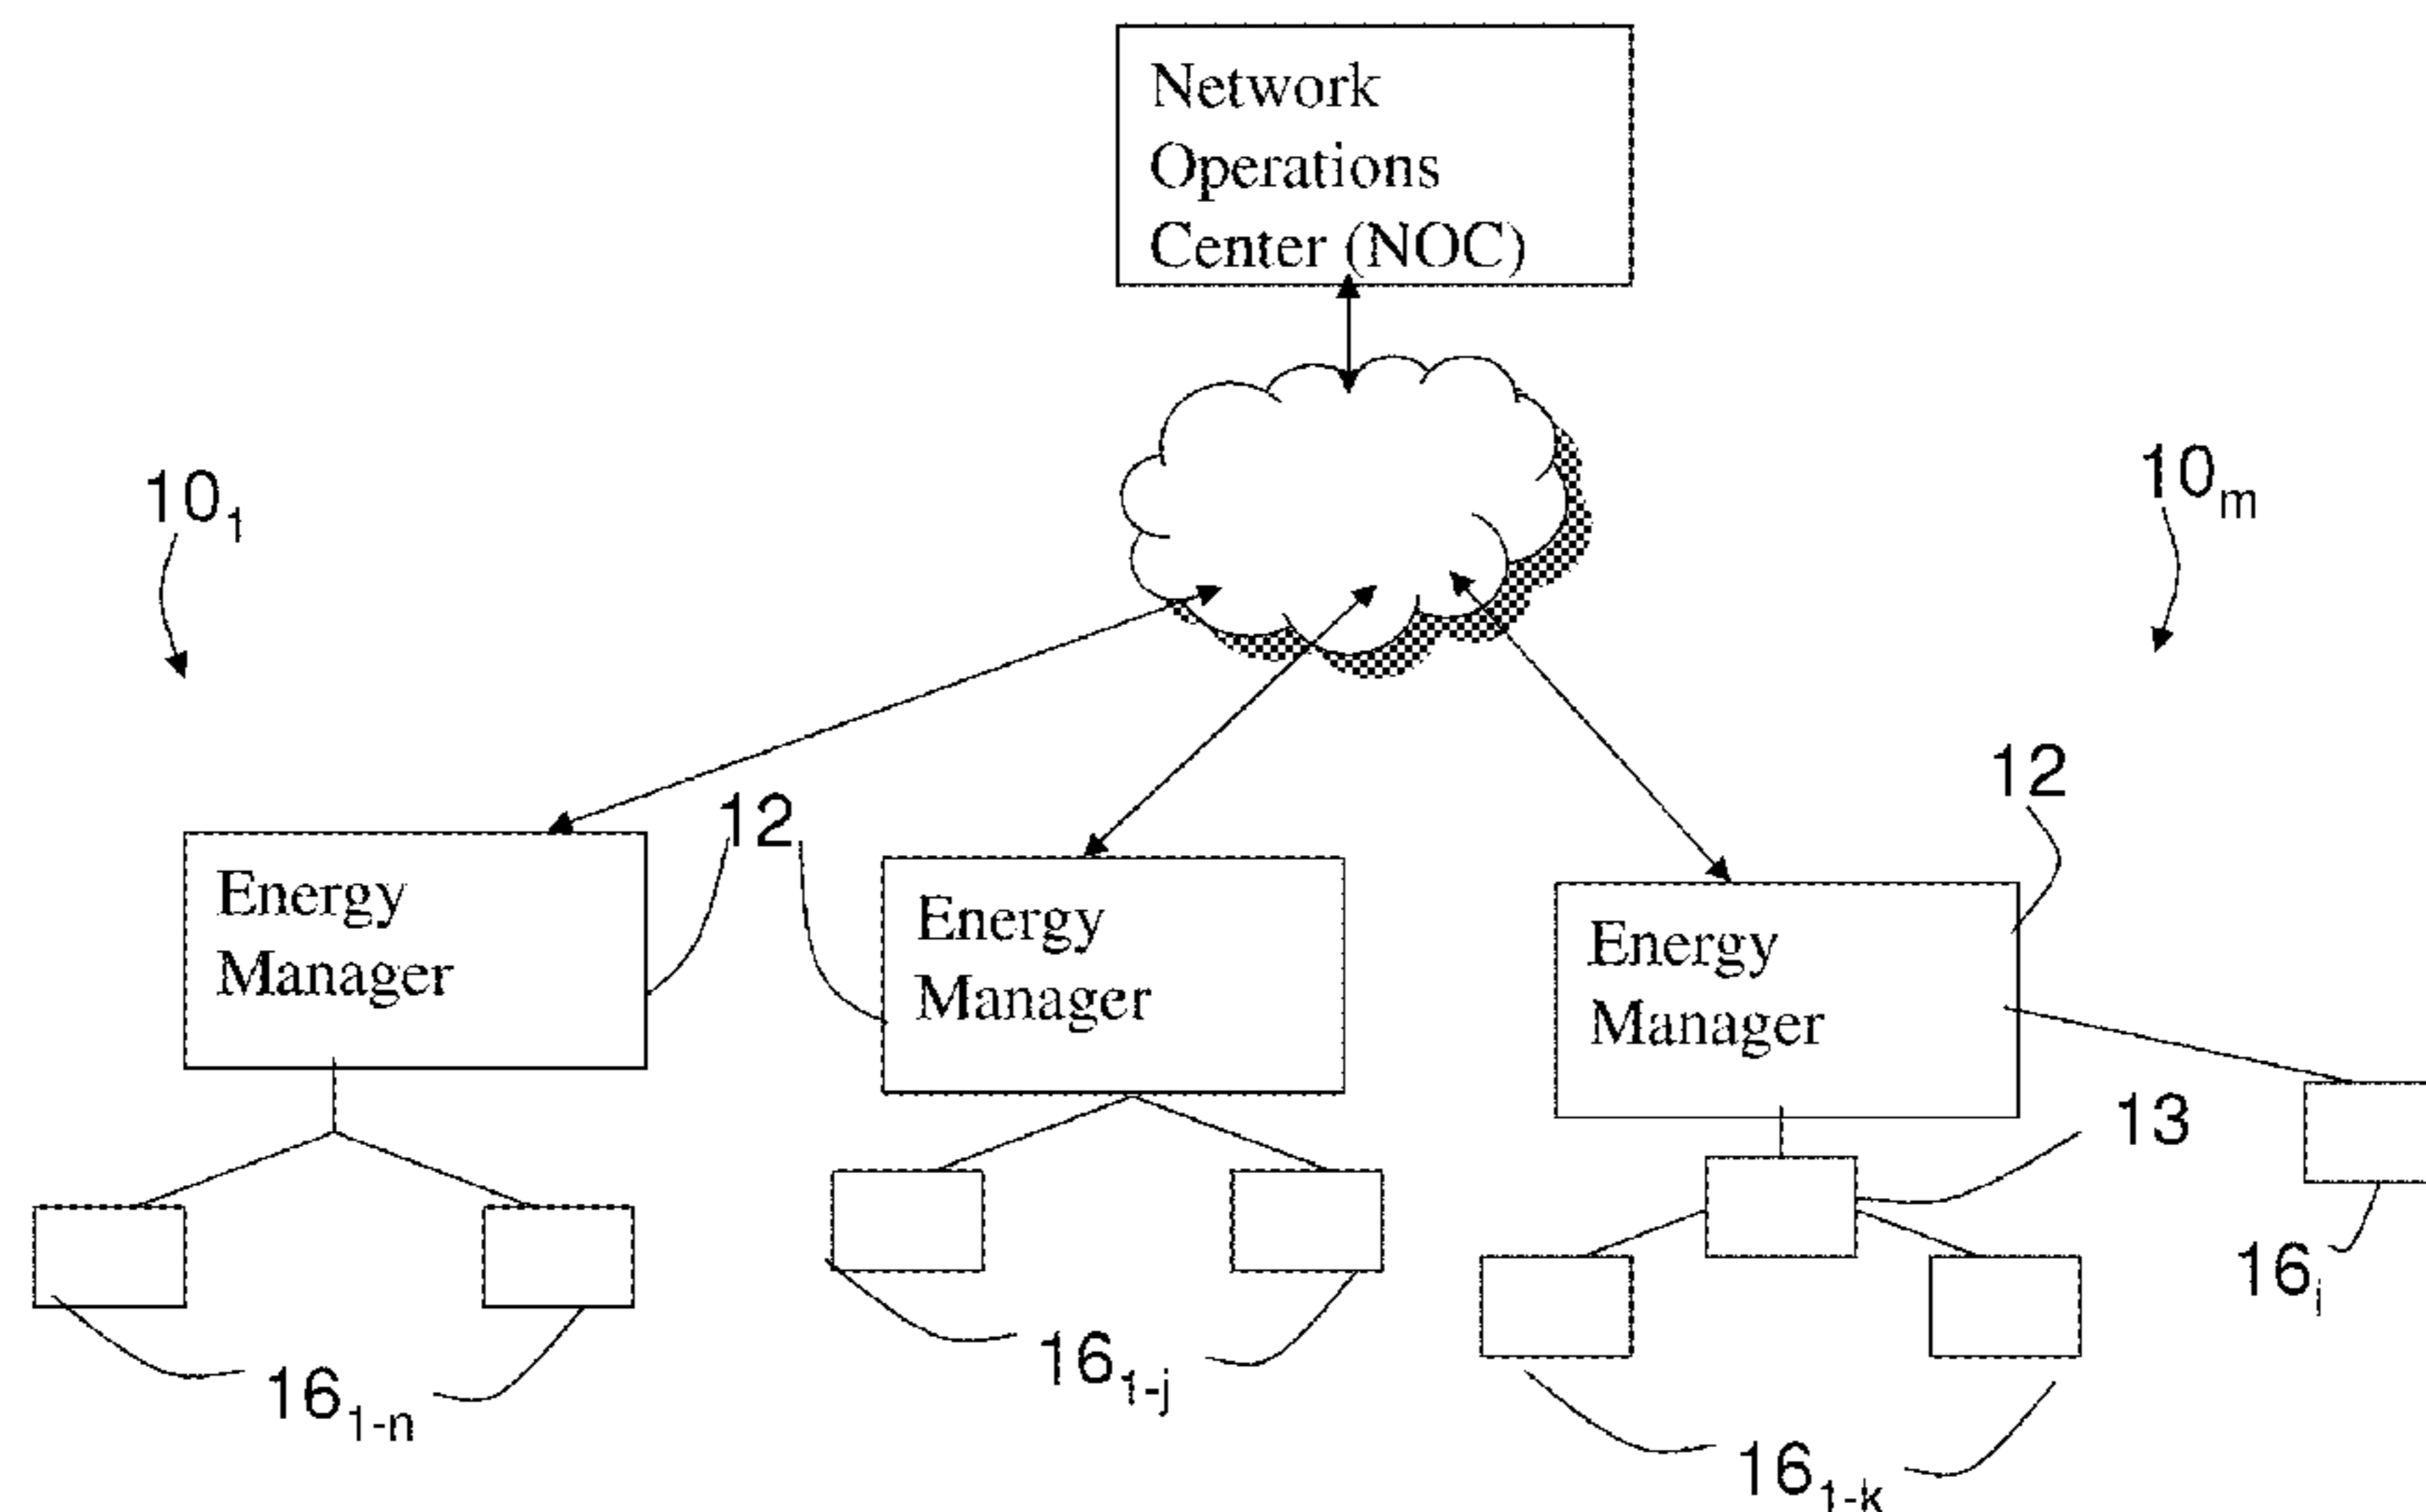 Network
Operations
Center (NOC)
10₁
10ₘ
12
12
Energy
Manager
Energy
Manager
Energy
Manager
13
16ᵢ
16₁₋ₙ
16₁₋ⱼ
16₁₋ₖ